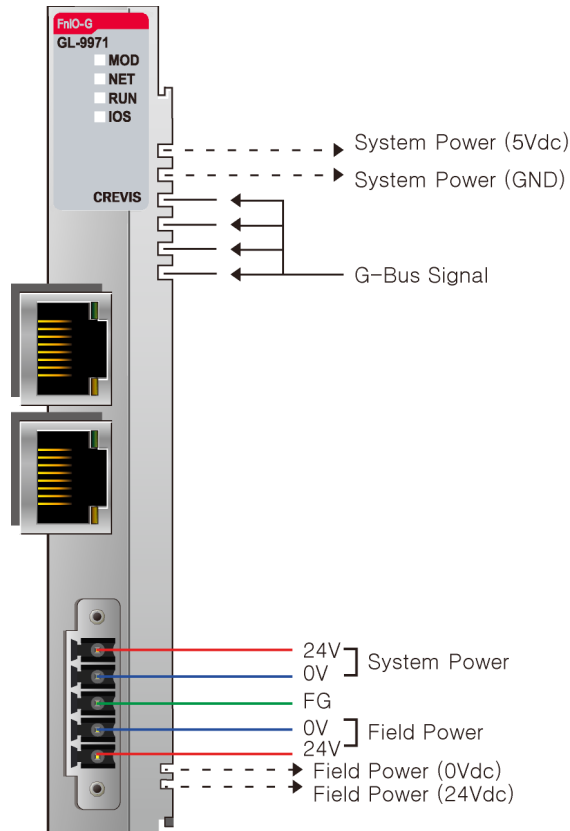 FnIO-G
GL-9971
MOD
NET
RUN
IOS
CREVIS
System Power (5Vdc)
System Power (GND)
G-Bus Signal
24V
0V
System Power
FG
0V
24V
Field Power
Field Power (0Vdc)
Field Power (24Vdc)